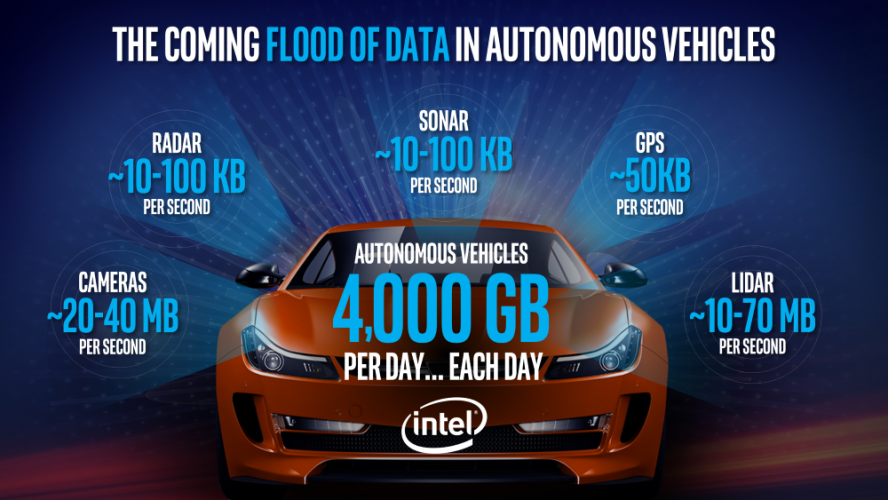 THE COMING FLOOD OF DATA IN AUTONOMOUS VEHICLES
SONAR
~10-100 KB
PER SECOND
RADAR
~10-100 KB
PER SECOND
GPS
~50KB
PER SECOND
CAMERAS
~20-40 MB
PER SECOND
AUTONOMOUS VEHICLES
4,000 GB
PER DAY... EACH DAY
LIDAR
~10-70 MB
PER SECOND
intel